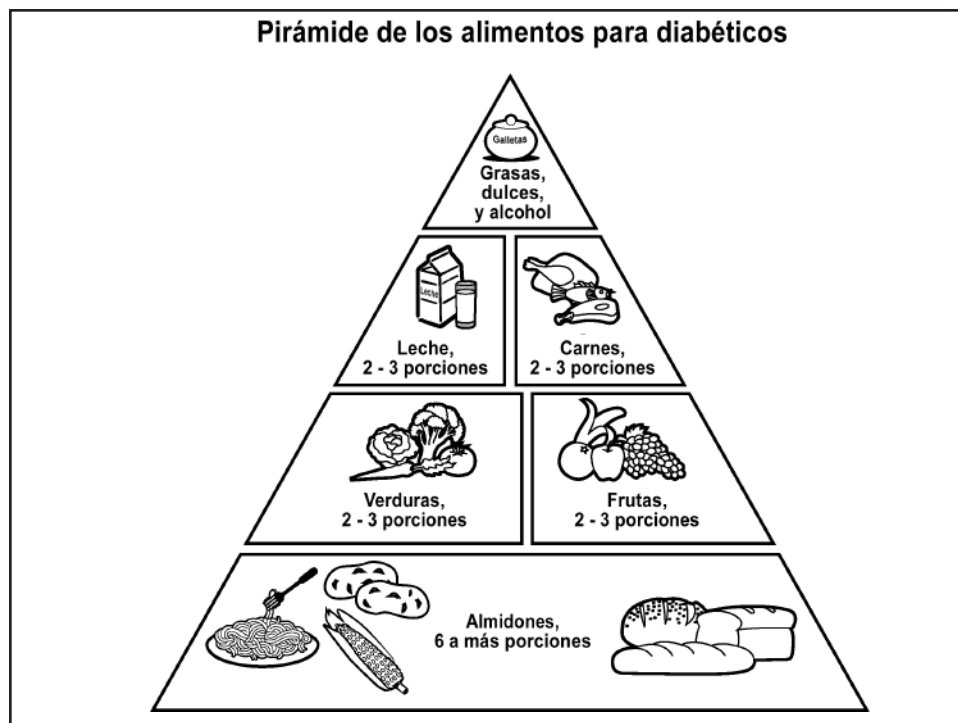 Pirámide de los alimentos para diabéticos
Galletas
Grasas,
dulces,
y alcohol
Leche
Leche,
2 - 3 porciones
Carnes,
2 - 3 porciones
Verduras,
2 - 3 porciones
Frutas,
2 - 3 porciones
Almidones,
6 a más porciones